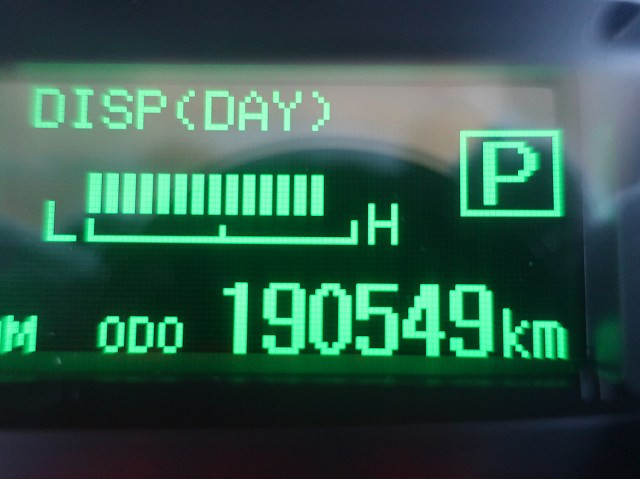 DISP(DAY)
P
L H
ODO 190549km